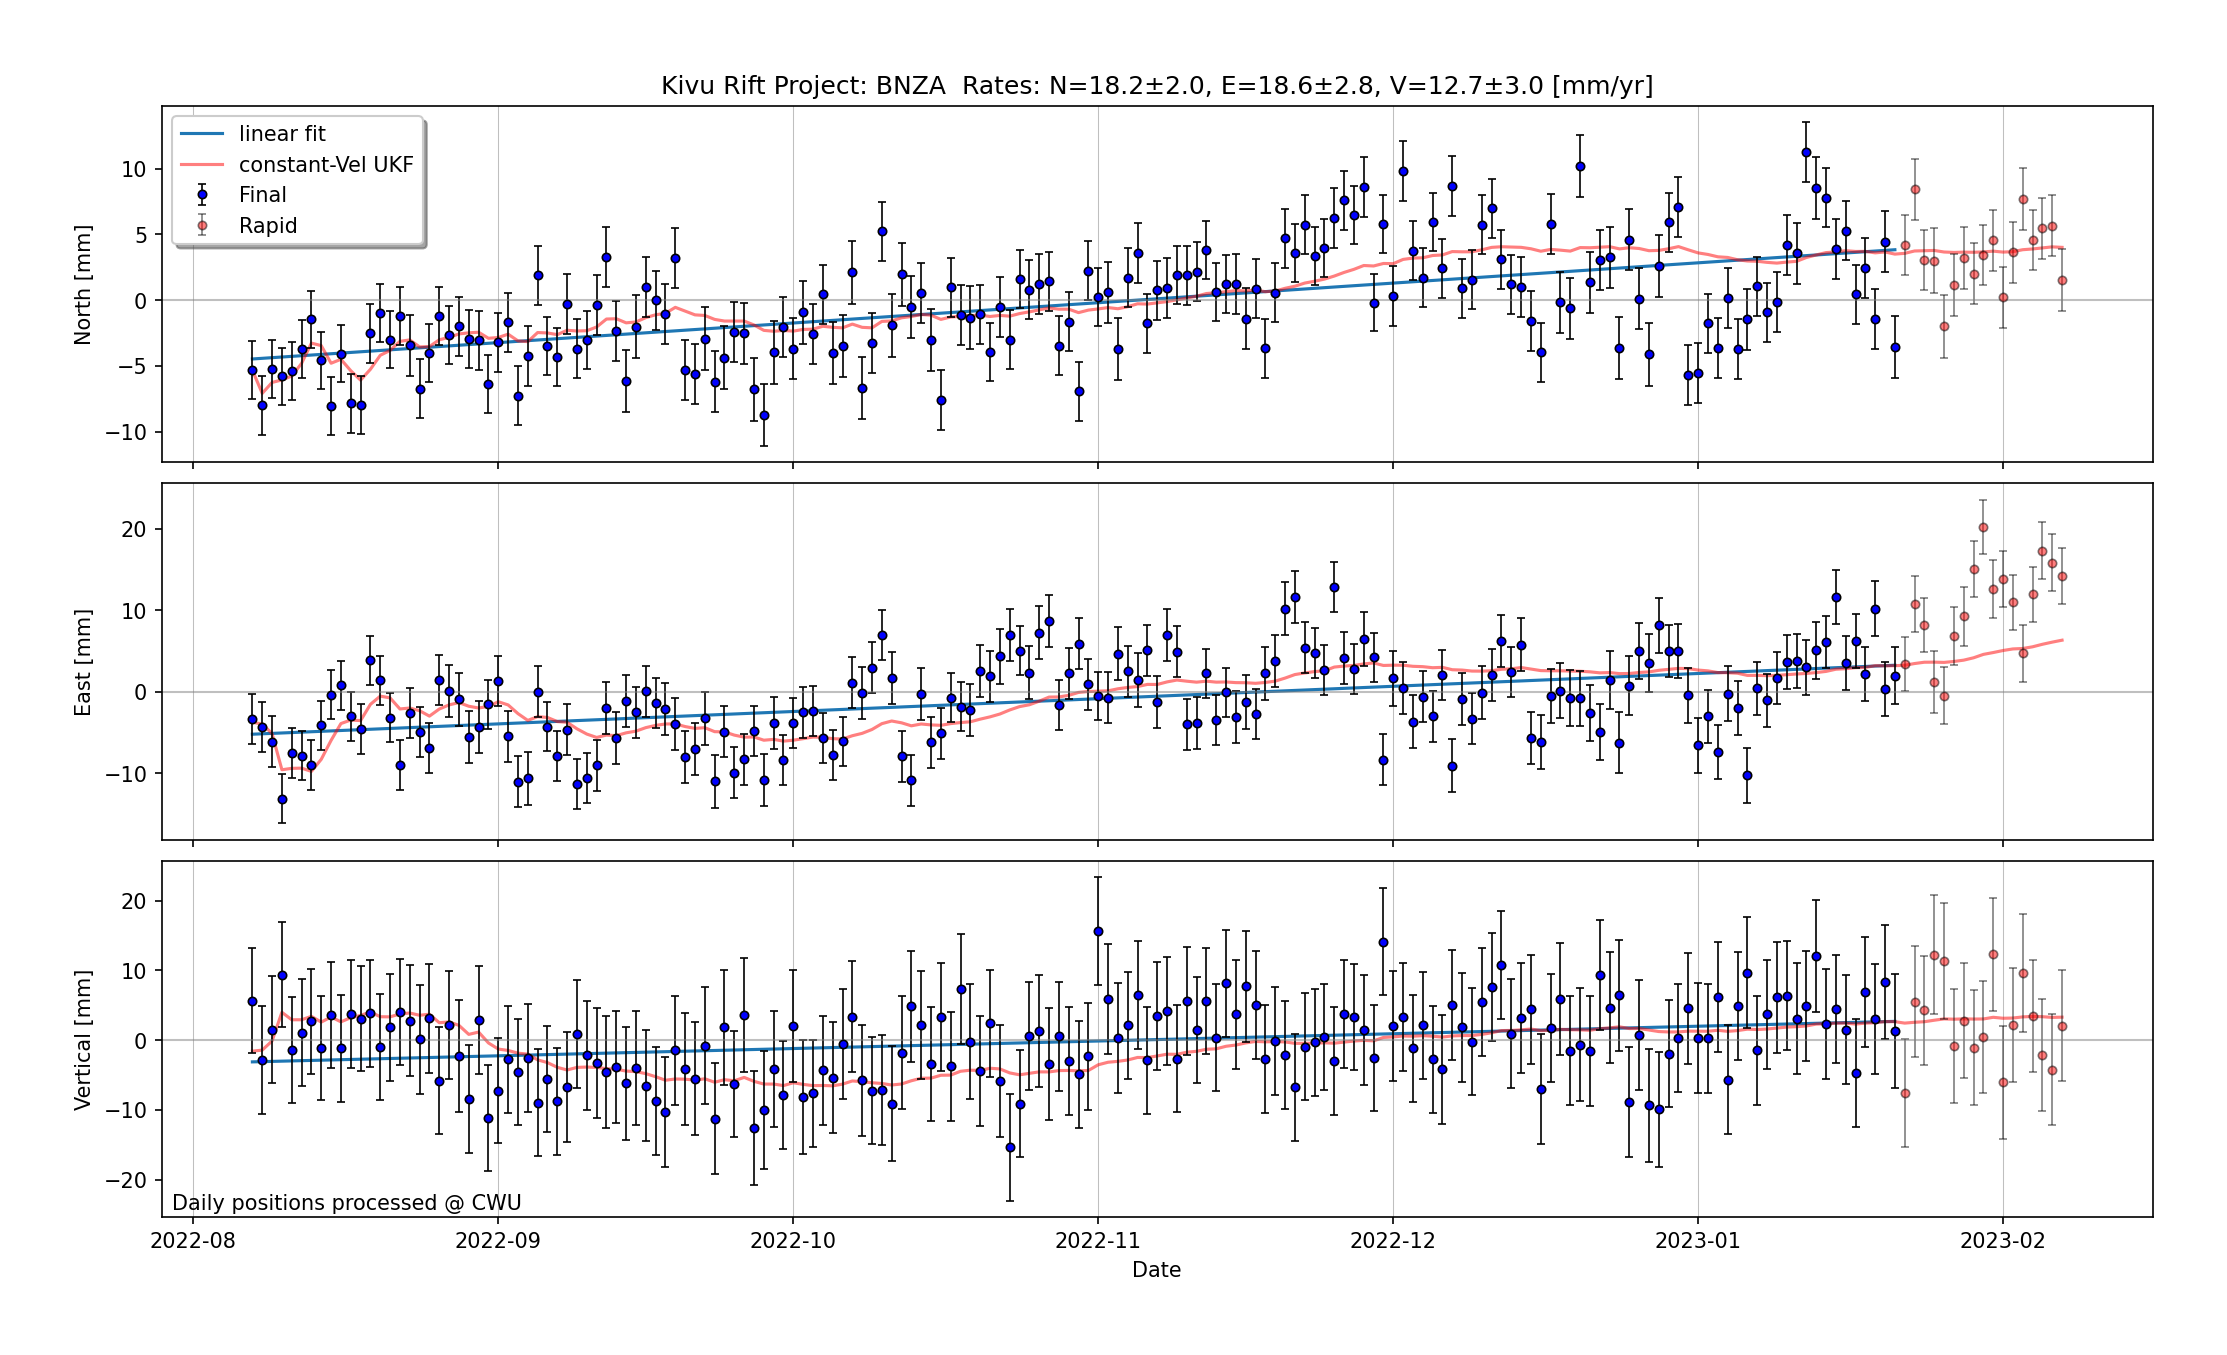 Kivu Rift Project: BNZA  Rates: N=18.2±2.0, E=18.6±2.8, V=12.7±3.0 [mm/yr]
linear fit
constant-Vel UKF
Final
Rapid
North [mm]
10
5
0
−5
−10
East [mm]
20
10
0
−10
Vertical [mm]
20
10
0
−10
−20
Daily positions processed @ CWU
2022-08 2022-09 2022-10 2022-11 2022-12 2023-01 2023-02
Date